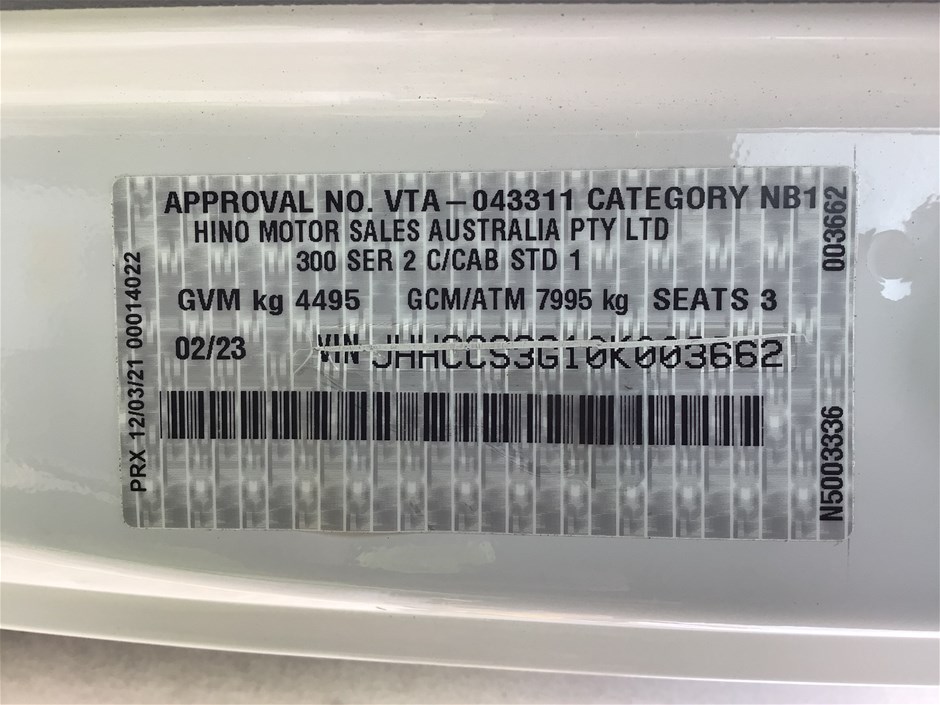 APPROVAL NO. VTA-043311 CATEGORY NB1
HINO MOTOR SALES AUSTRALIA PTY LTD
300 SER 2 C/CAB STD 1
GVM kg 4495 GCM/ATM 7995 kg SEATS 3
02/23 VIN JHHCCS3G10K003662
PRX 12/03/21 00014022
003662
N5003336